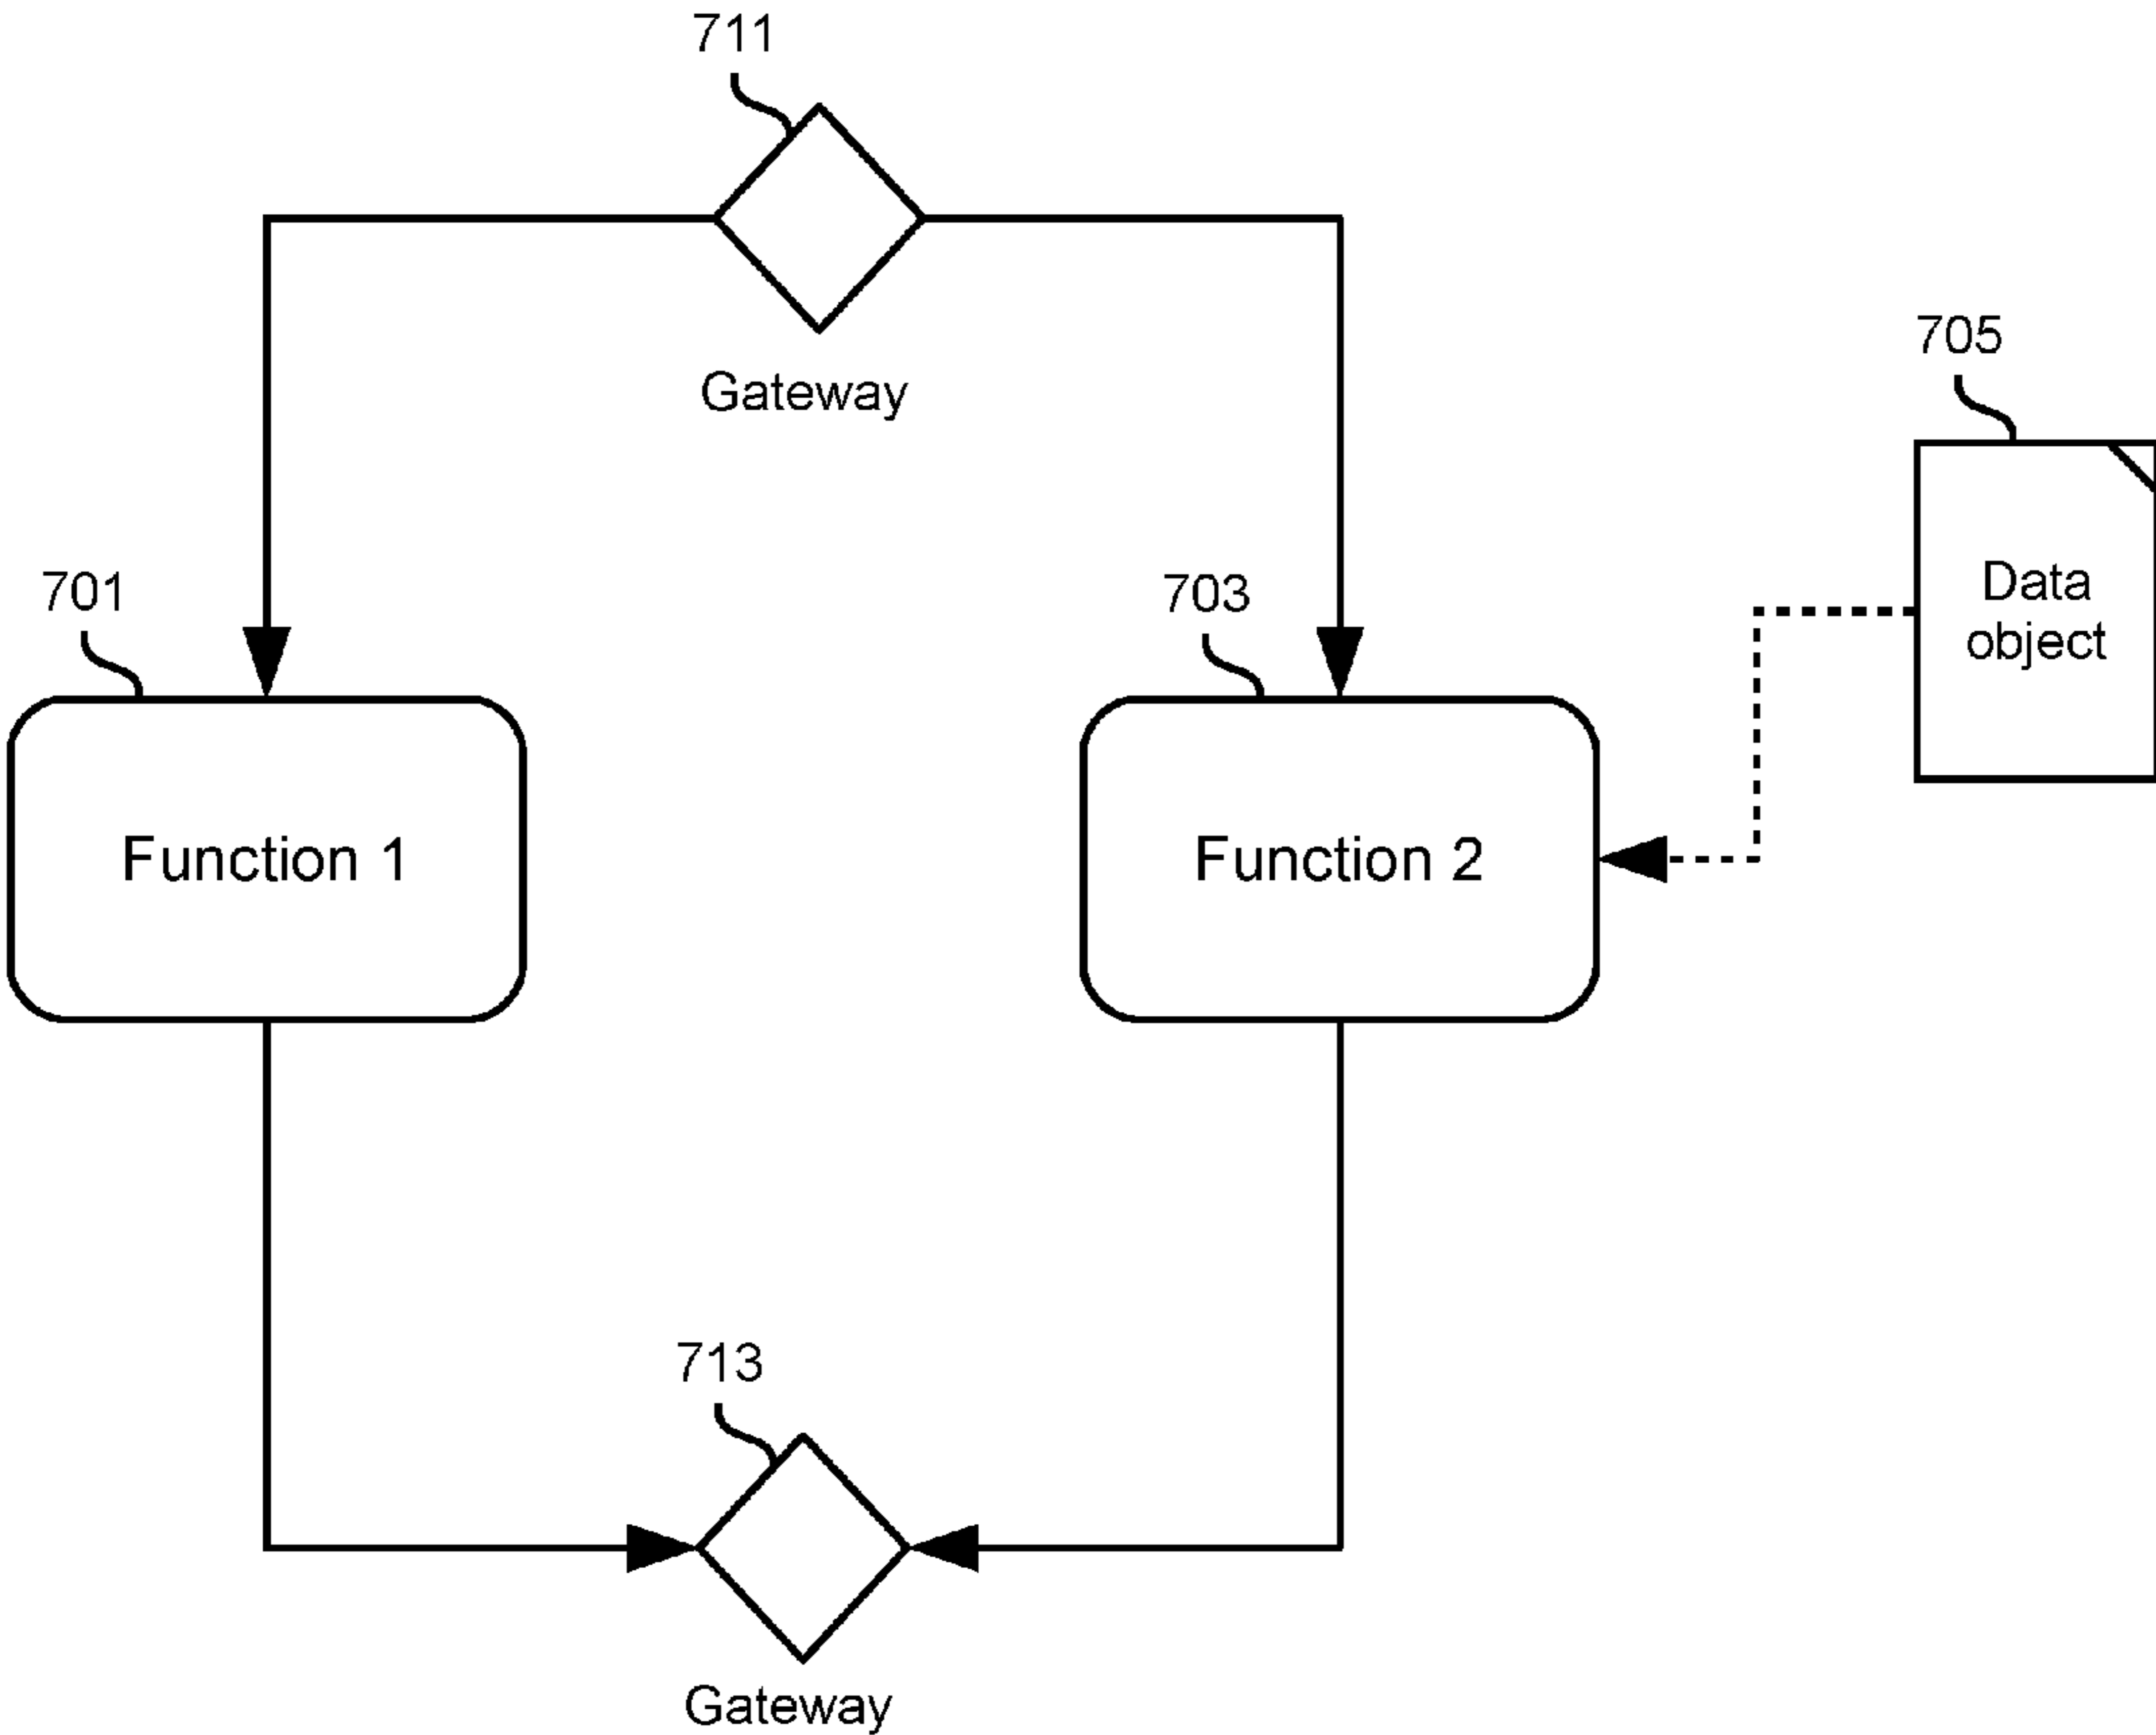 711
Gateway
705
Data
object
701
703
Function 1
Function 2
713
Gateway